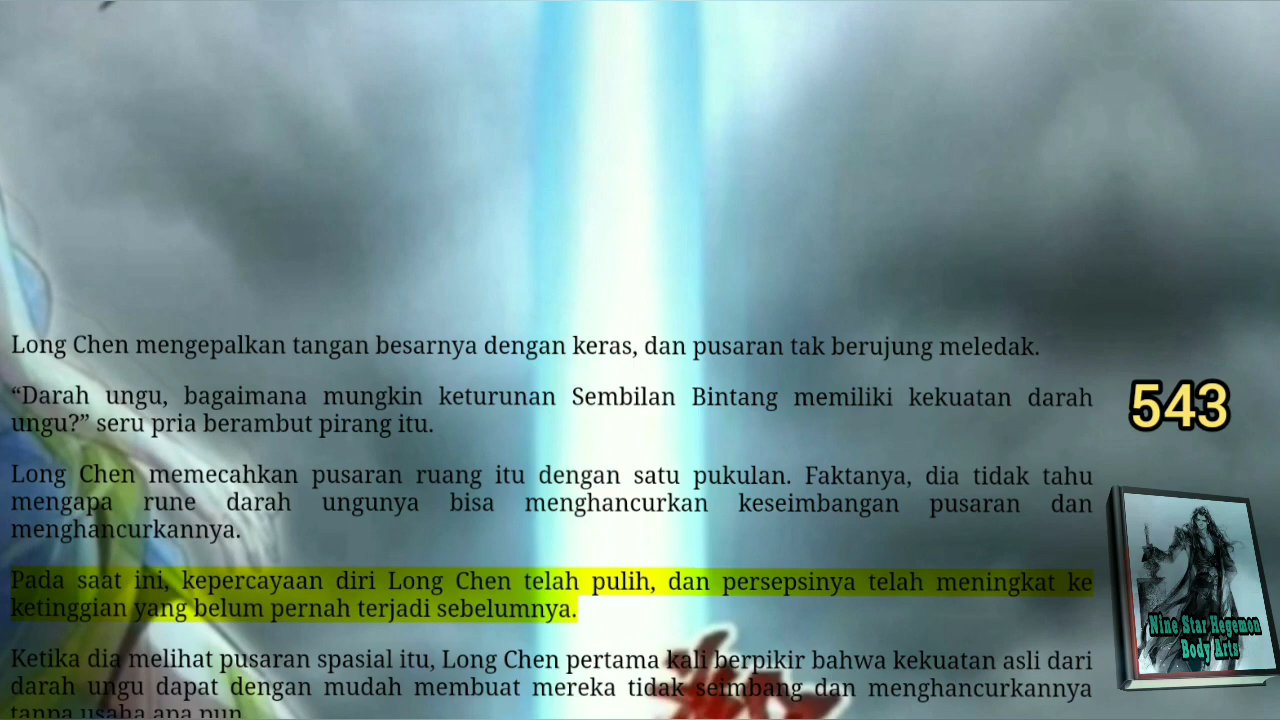 Long Chen mengepalkan tangan besarnya dengan keras, dan pusaran tak berujung meledak.
“Darah ungu, bagaimana mungkin keturunan Sembilan Bintang memiliki kekuatan darah
ungu?” seru pria berambut pirang itu.
Long Chen memecahkan pusaran ruang itu dengan satu pukulan. Faktanya, dia tidak tahu
mengapa rune darah ungunya bisa menghancurkan keseimbangan pusaran dan
menghancurkannya.
Pada saat ini, kepercayaan diri Long Chen telah pulih, dan persepsinya telah meningkat ke
ketinggian yang belum pernah terjadi sebelumnya.
Ketika dia melihat pusaran spasial itu, Long Chen pertama kali berpikir bahwa kekuatan asli dari
darah ungu dapat dengan mudah membuat mereka tidak seimbang dan menghancurkannya
tanpa usaha apa pun
543
Nine Star Hegemon
Body Arts